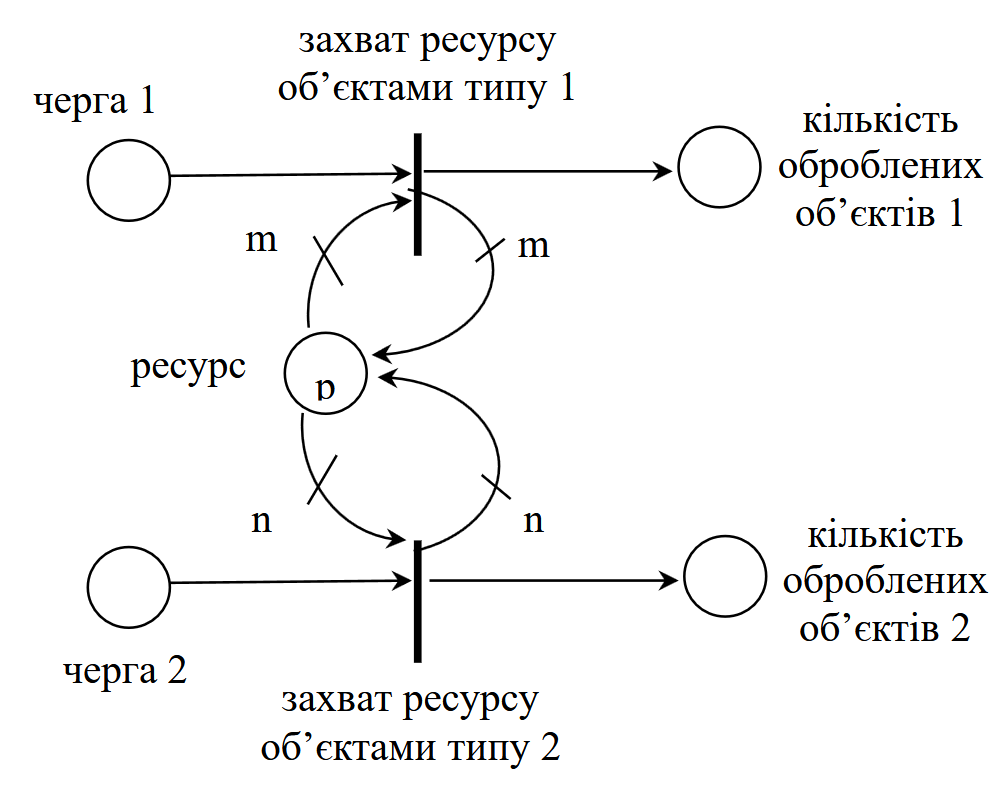 захват ресурсу
об’єктами типу 1
черга 1
кількість
оброблених
об’єктів 1
m
m
ресурс
p
n
n
кількість
оброблених
об’єктів 2
черга 2
захват ресурсу
об’єктами типу 2